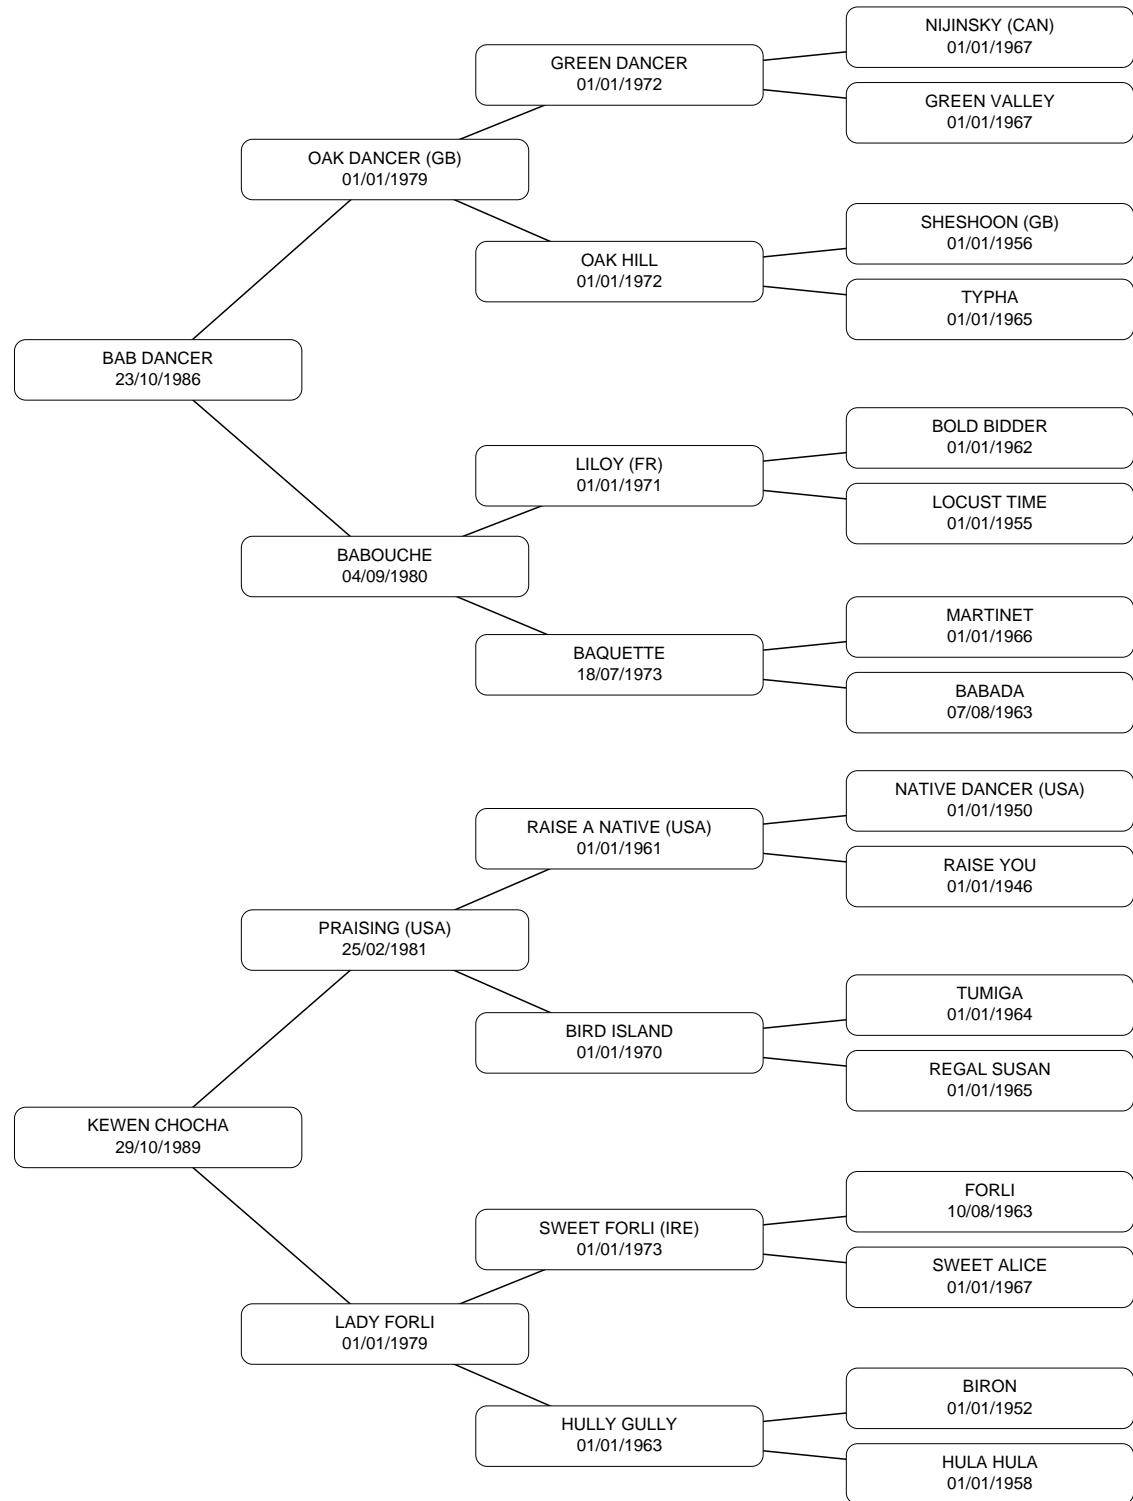 NIJINSKY (CAN)
01/01/1967
GREEN DANCER
01/01/1972
GREEN VALLEY
01/01/1967
OAK DANCER (GB)
01/01/1979
SHESHOON (GB)
01/01/1956
OAK HILL
01/01/1972
TYPHA
01/01/1965
BAB DANCER
23/10/1986
BOLD BIDDER
01/01/1962
LILOY (FR)
01/01/1971
LOCUST TIME
01/01/1955
BABOUCHE
04/09/1980
MARTINET
01/01/1966
BAQUETTE
18/07/1973
BABADA
07/08/1963
NATIVE DANCER (USA)
01/01/1950
RAISE A NATIVE (USA)
01/01/1961
RAISE YOU
01/01/1946
PRAISING (USA)
25/02/1981
TUMIGA
01/01/1964
BIRD ISLAND
01/01/1970
REGAL SUSAN
01/01/1965
KEWEN CHOCHA
29/10/1989
FORLI
10/08/1963
SWEET FORLI (IRE)
01/01/1973
SWEET ALICE
01/01/1967
LADY FORLI
01/01/1979
BIRON
01/01/1952
HULLY GULLY
01/01/1963
HULA HULA
01/01/1958